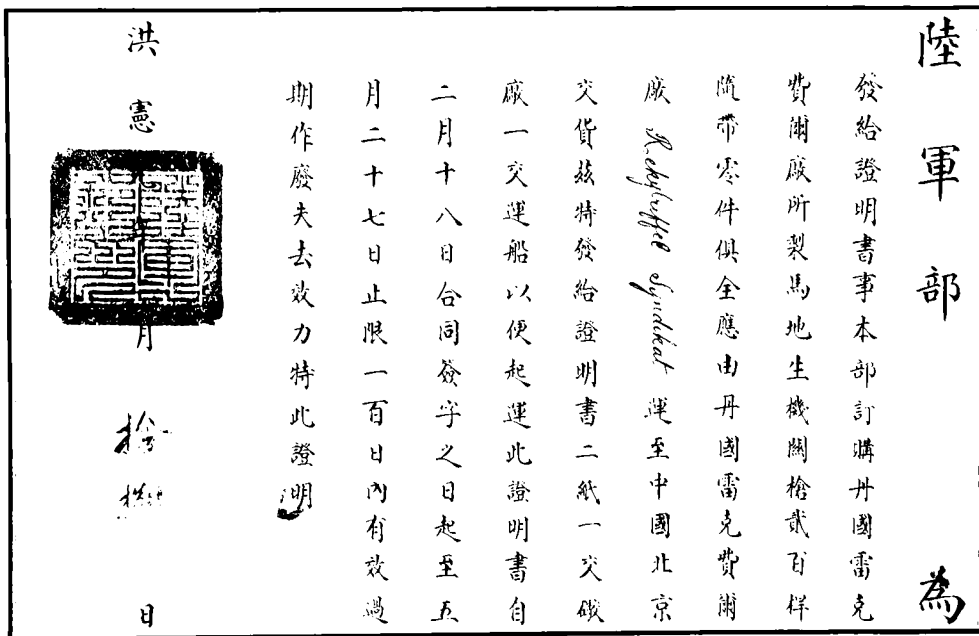 陸軍部 為
發給證明書事本部訂購丹國雷克
費爾廠所製馬地生機關槍貳百样
隨帶零件俱全應由丹國雷克費爾
廠 Rekylriffel Syndikat 運至中國北京
交貨茲特發給證明書二紙一交礮
廠一交運船以便起運此證明書自
二月十八日合同簽字之日起至五
月二十七日止限一百日內有效過
期作廢失去效力特此證明
洪憲元年 月拾捌日